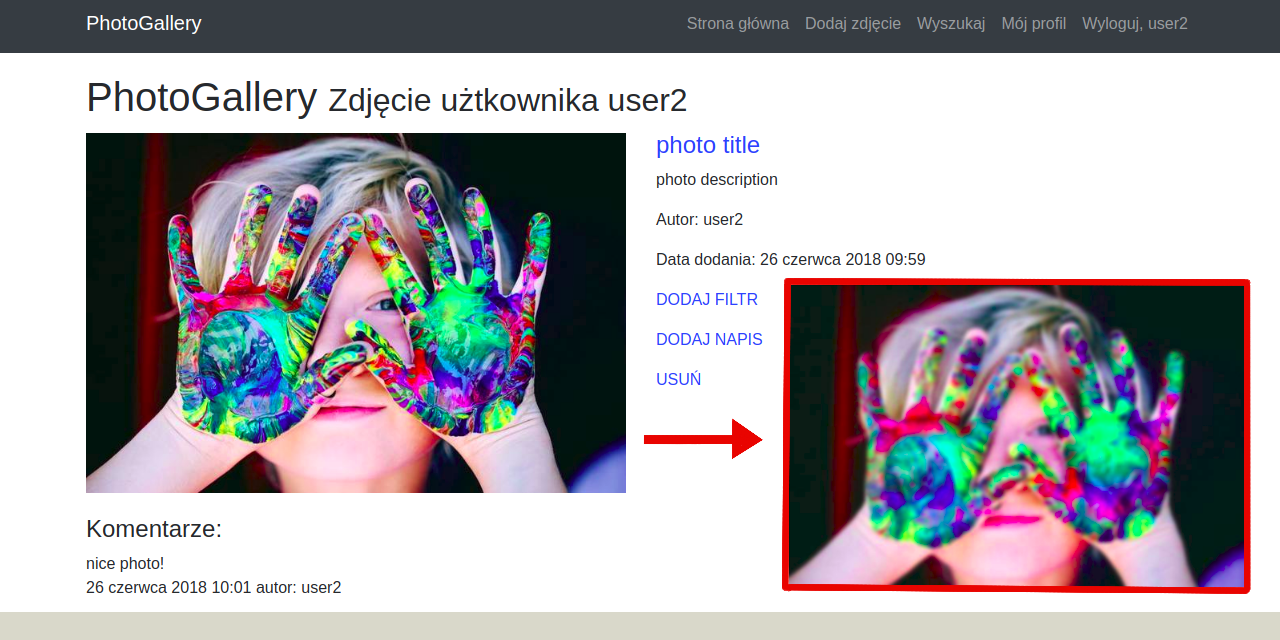 PhotoGallery Strona główna Dodaj zdjęcie Wyszukaj Mój profil Wyloguj, user2
PhotoGallery Zdjęcie użtkownika user2
photo title
photo description
Autor: user2
Data dodania: 26 czerwca 2018 09:59
DODAJ FILTR
DODAJ NAPIS
USUŃ
Komentarze:
nice photo!
26 czerwca 2018 10:01 autor: user2